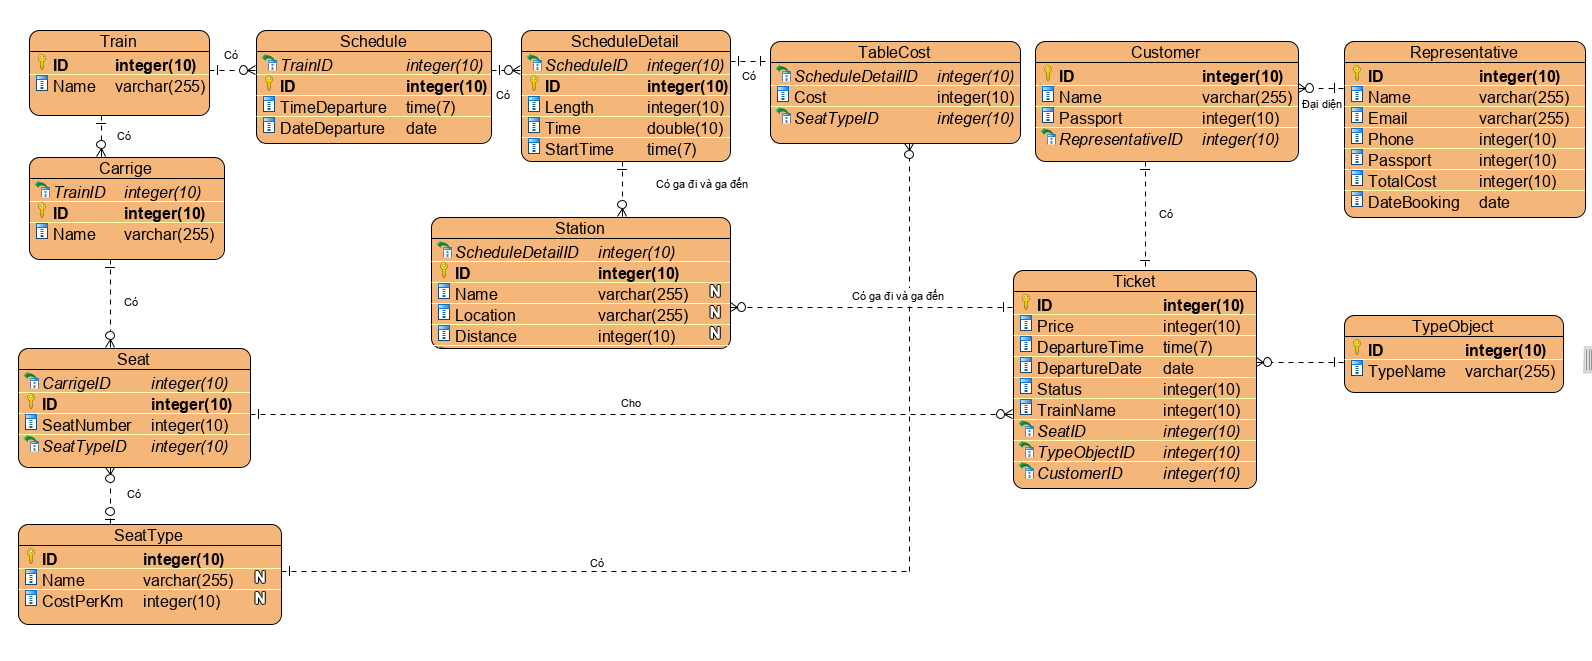 Train
ID integer(10)
Name varchar(255)
Có
Schedule
TrainID integer(10)
ID integer(10)
TimeDeparture time(7)
DateDeparture date
Có
ScheduleDetail
ScheduleID integer(10)
ID integer(10)
Length integer(10)
Time double(10)
StartTime time(7)
Có
TableCost
ScheduleDetailID integer(10)
Cost integer(10)
SeatTypeID integer(10)
Customer
ID integer(10)
Name varchar(255)
Passport integer(10)
RepresentativeID integer(10)
Đại diện
Representative
ID integer(10)
Name varchar(255)
Email varchar(255)
Phone integer(10)
Passport integer(10)
TotalCost integer(10)
DateBooking date
Có
Carrige
TrainID integer(10)
ID integer(10)
Name varchar(255)
Có ga đi và ga đến
Station
ScheduleDetailID integer(10)
ID integer(10)
Name varchar(255) N
Location varchar(255) N
Distance integer(10) N
Có ga đi và ga đến
Có
Ticket
ID integer(10)
Price integer(10)
DepartureTime time(7)
DepartureDate date
Status integer(10)
TrainName integer(10)
SeatID integer(10)
TypeObjectID integer(10)
CustomerID integer(10)
TypeObject
ID integer(10)
TypeName varchar(255)
Có
Seat
CarrigeID integer(10)
ID integer(10)
SeatNumber integer(10)
SeatTypeID integer(10)
Cho
Có
SeatType
ID integer(10)
Name varchar(255) N
CostPerKm integer(10) N
Có